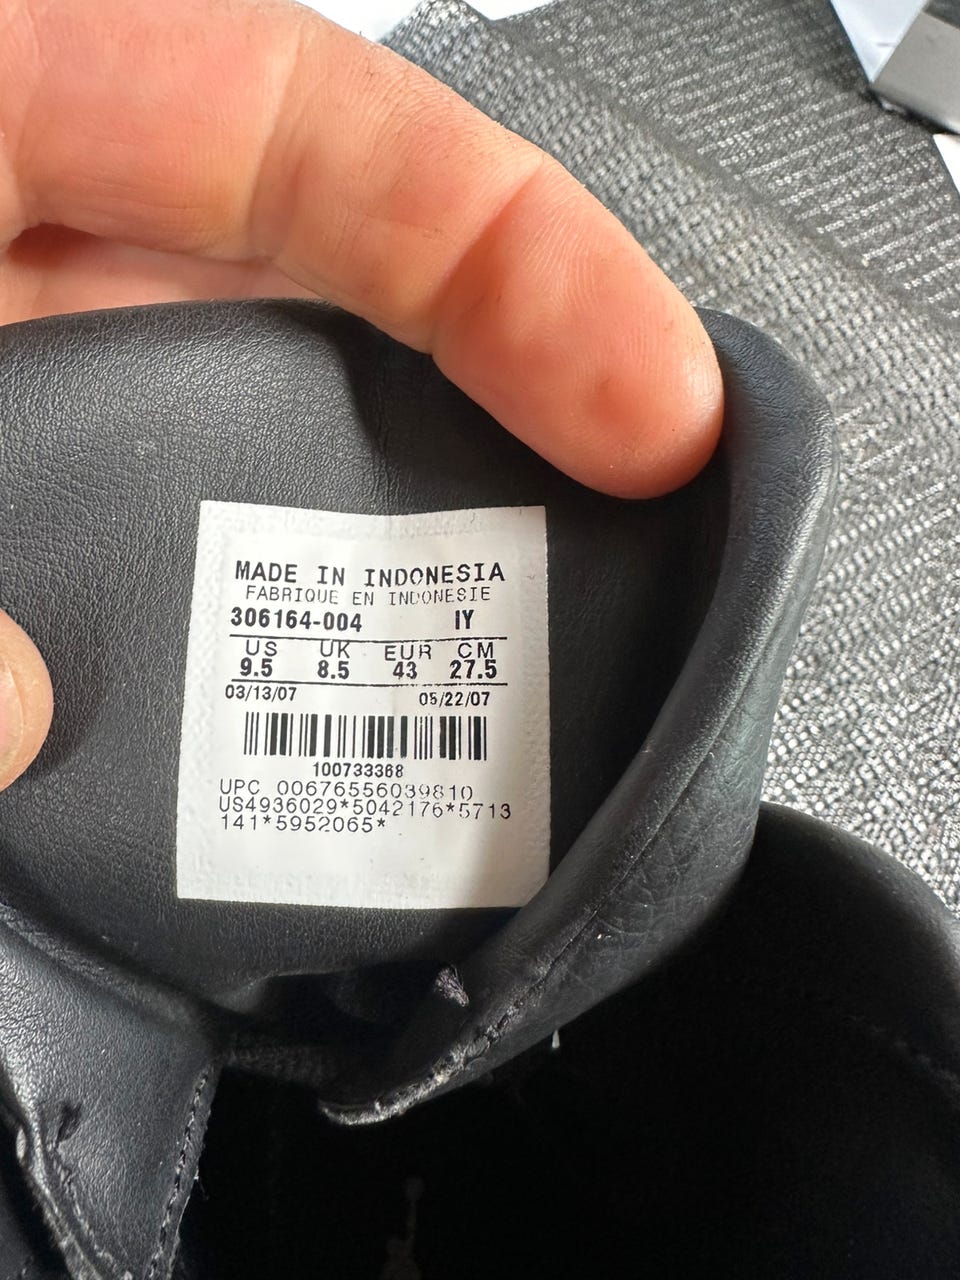 MADE IN INDONESIA
FABRIQUE EN INDONESIE
306164-004 IY
US UK EUR CM
9.5 8.5 43 27.5
03/13/07 05/22/07
100733368
UPC 00676556039810
US4936029*5042176*5713
141*5952065*